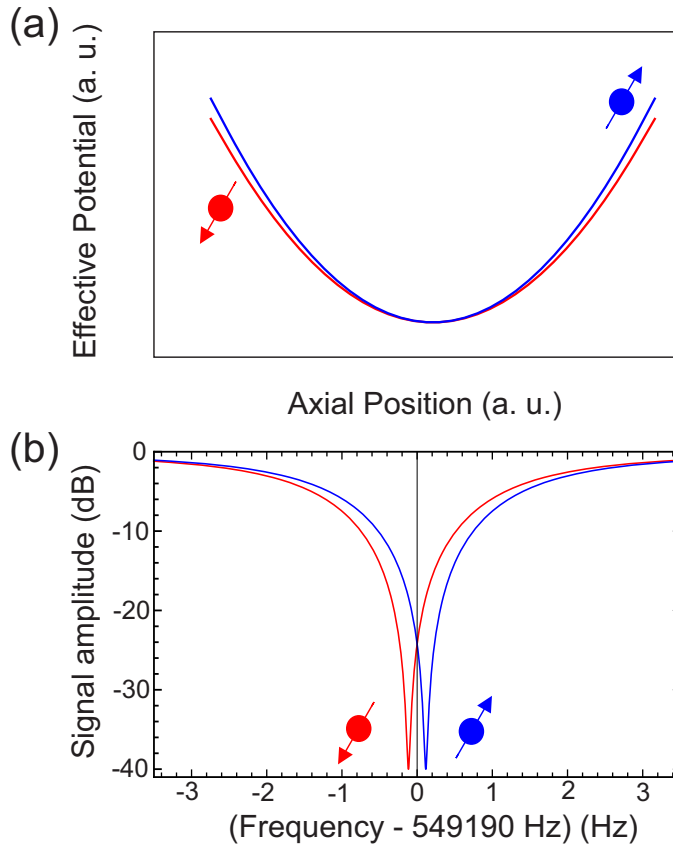 (a)
Effective Potential (a. u.)
Axial Position (a. u.)
(b)
Signal amplitude (dB)
0
-10
-20
-30
-40
-3 -2 -1 0 1 2 3
(Frequency - 549190 Hz) (Hz)